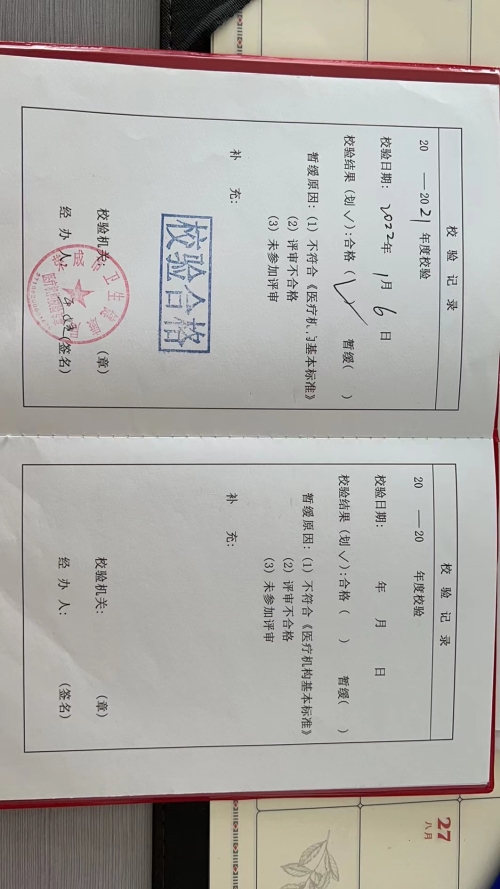 校验记录
20 —2021年度校验
校验日期: 2022年1月6日
校验结果(划√):合格(√) 暂缓( )
暂缓原因:(1)不符合《医疗机 基本标准》
(2)评审不合格
(3)未参加评审
补 充:
校验合格
校验机关: (章)
经办人: (签名)
卫生
校验记录
20 —20 年度校验
校验日期: 年 月 日
校验结果(划√):合格( ) 暂缓( )
暂缓原因:(1)不符合《医疗机构基本标准》
(2)评审不合格
(3)未参加评审
补 充:
校验机关: (章)
经办人: (签名)
27
八月